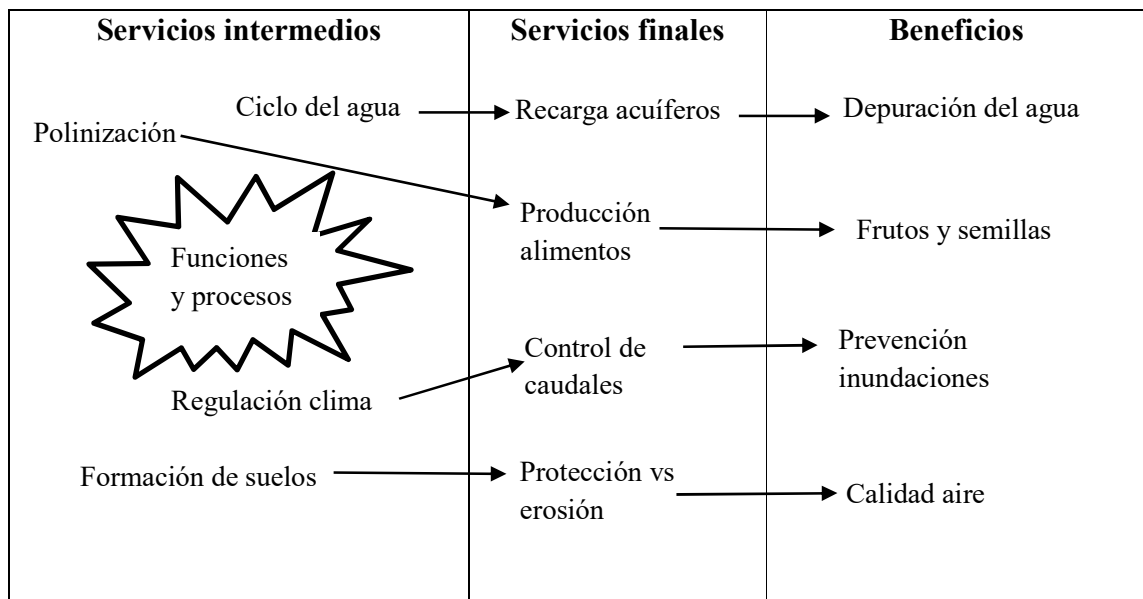 Servicios intermedios
Servicios finales
Beneficios
Ciclo del agua
Recarga acuíferos
Depuración del agua
Polinización
Producción
alimentos
Frutos y semillas
Funciones
y procesos
Control de
caudales
Prevención
inundaciones
Regulación clima
Formación de suelos
Protección vs
erosión
Calidad aire